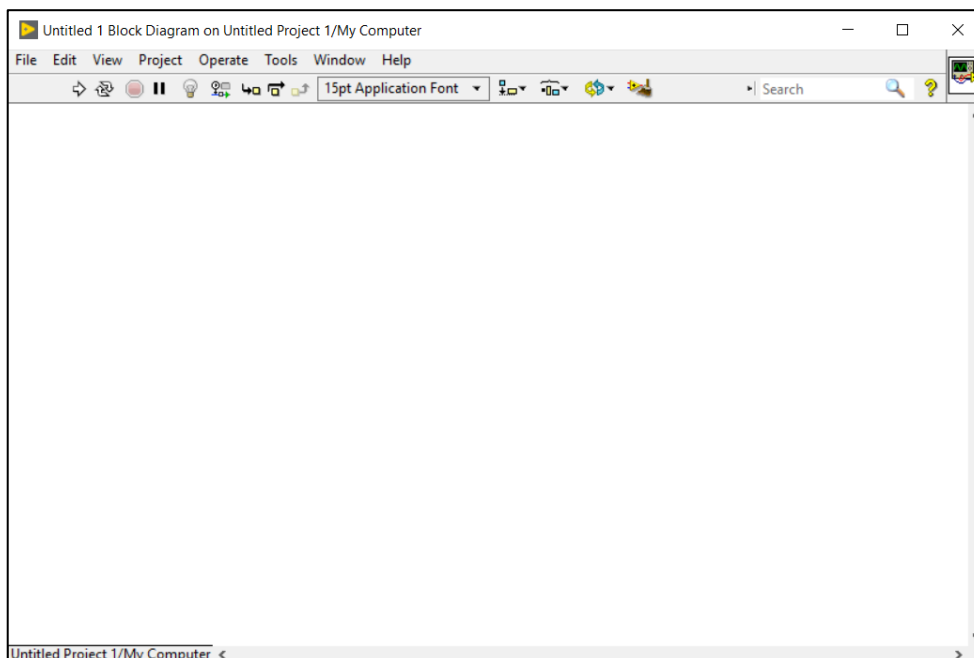 Untitled 1 Block Diagram on Untitled Project 1/My Computer
File Edit View Project Operate Tools Window Help
15pt Application Font Search
Untitled Project 1/My Computer